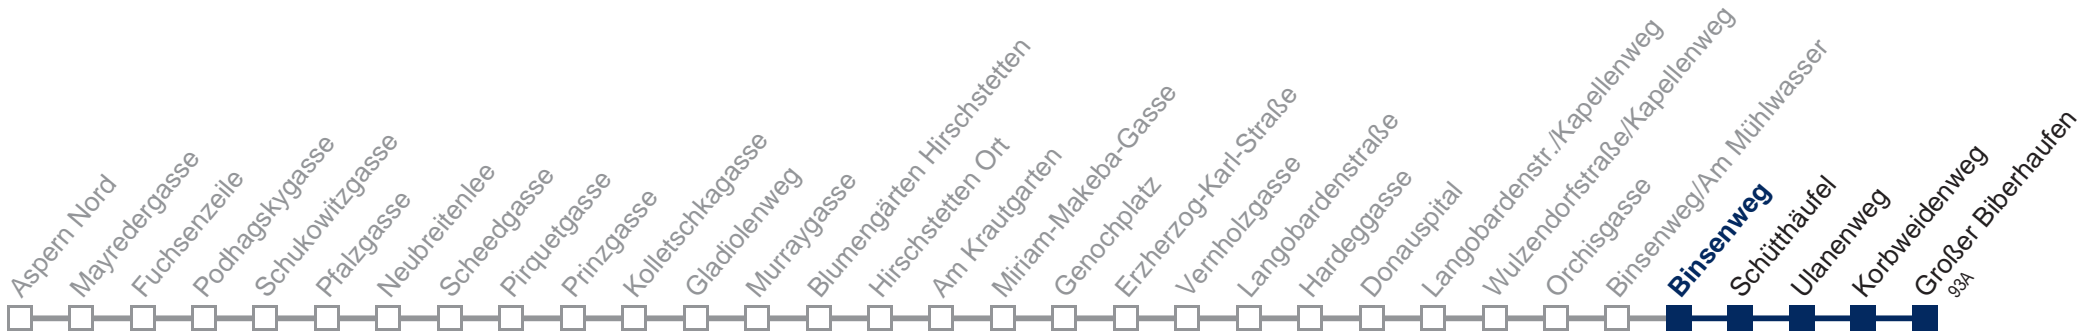 Aspern Nord
Mayredergasse
Fuchsenzeile
Podhagskygasse
Schukowitzgasse
Pfalzgasse
Neubreitenlee
Scheedgasse
Pirquetgasse
Prinzgasse
Kolletschkagasse
Gladiolenweg
Murraygasse
Blumengärten Hirschstetten
Hirschstetten Ort
Am Krautgarten
Miriam-Makeba-Gasse
Genochplatz
Erzherzog-Karl-Straße
Vernholzgasse
Langobardenstraße
Hardeggasse
Donauspital
Langobardenstr./Kapellenweg
Wulzendorfstraße/Kapellenweg
Orchisgasse
Binsenweg/Am Mühlwasser
Binsenweg
Schütthäufel
Ulanenweg
Korbweidenweg
Großer Biberhaufen
93A